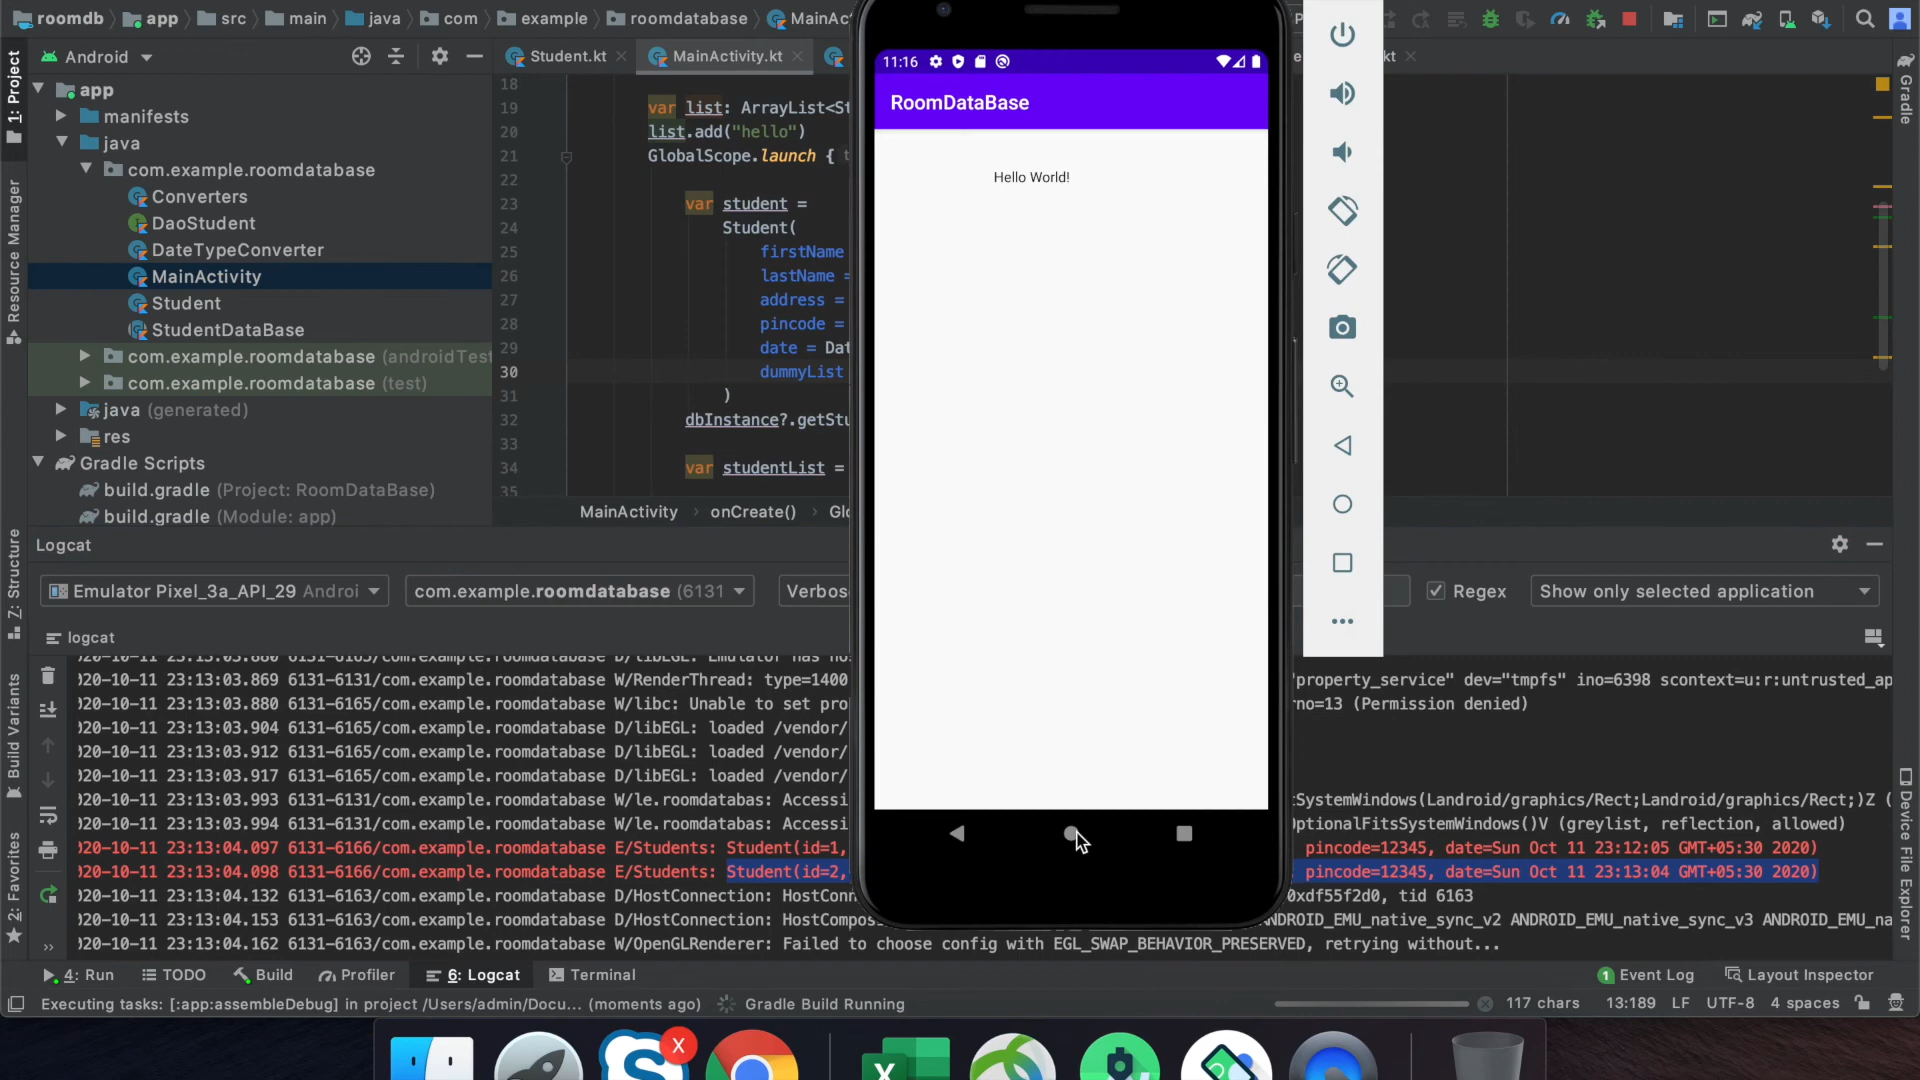 roomdb
app
src
main
java
com
example
roomdatabase
MainAc
Android
Student.kt
MainActivity.kt
kt
1: Project
Resource Manager
Z: Structure
Build Variants
2: Favorites
app
manifests
java
com.example.roomdatabase
Converters
DaoStudent
DateTypeConverter
MainActivity
Student
StudentDataBase
com.example.roomdatabase (androidTest
com.example.roomdatabase (test)
java (generated)
res
Gradle Scripts
build.gradle (Project: RoomDataBase)
build.gradle (Module: app)
18
19 var list: ArrayList<St
20 list.add("hello")
21 GlobalScope.launch {
22
23 var student =
24 Student(
25 firstName
26 lastName =
27 address =
28 pincode =
29 date = Dat
30 dummyList
31 )
32 dbInstance?.getStu
33
34 var studentList =
35
MainActivity
onCreate()
Glo
11:16
RoomDataBase
Hello World!
Gradle
Device File Explorer
Logcat
Emulator Pixel_3a_API_29 Androi
com.example.roomdatabase (6131
Verbose
Regex
Show only selected application
logcat
020-10-11 23:13:03.869 6131-6131/com.example.roomdatabase W/RenderThread: type=1400
"property_service" dev="tmpfs" ino=6398 scontext=u:r:untrusted_ap
020-10-11 23:13:03.880 6131-6165/com.example.roomdatabase W/libc: Unable to set pro
rno=13 (Permission denied)
020-10-11 23:13:03.904 6131-6165/com.example.roomdatabase D/libEGL: loaded /vendor/
020-10-11 23:13:03.912 6131-6165/com.example.roomdatabase D/libEGL: loaded /vendor/
020-10-11 23:13:03.917 6131-6165/com.example.roomdatabase D/libEGL: loaded /vendor/
020-10-11 23:13:03.993 6131-6131/com.example.roomdatabase W/le.roomdatabas: Accessi
tSystemWindows(Landroid/graphics/Rect;Landroid/graphics/Rect;)Z (
020-10-11 23:13:03.994 6131-6131/com.example.roomdatabase W/le.roomdatabas: Accessi
OptionalFitsSystemWindows()V (greylist, reflection, allowed)
020-10-11 23:13:04.097 6131-6166/com.example.roomdatabase E/Students: Student(id=1,
pincode=12345, date=Sun Oct 11 23:12:05 GMT+05:30 2020)
020-10-11 23:13:04.098 6131-6166/com.example.roomdatabase E/Students: Student(id=2,
pincode=12345, date=Sun Oct 11 23:13:04 GMT+05:30 2020)
020-10-11 23:13:04.132 6131-6163/com.example.roomdatabase D/HostConnection: HostConn
0xdf55f2d0, tid 6163
020-10-11 23:13:04.153 6131-6163/com.example.roomdatabase D/HostConnection: HostCompos
NDROID_EMU_native_sync_v2 ANDROID_EMU_native_sync_v3 ANDROID_EMU_na
020-10-11 23:13:04.162 6131-6163/com.example.roomdatabase W/OpenGLRenderer: Failed to choose config with EGL_SWAP_BEHAVIOR_PRESERVED, retrying without...
4: Run
TODO
Build
Profiler
6: Logcat
Terminal
1 Event Log
Layout Inspector
Executing tasks: [:app:assembleDebug] in project /Users/admin/Docu... (moments ago)
Gradle Build Running
117 chars
13:189
LF
UTF-8
4 spaces
X
X